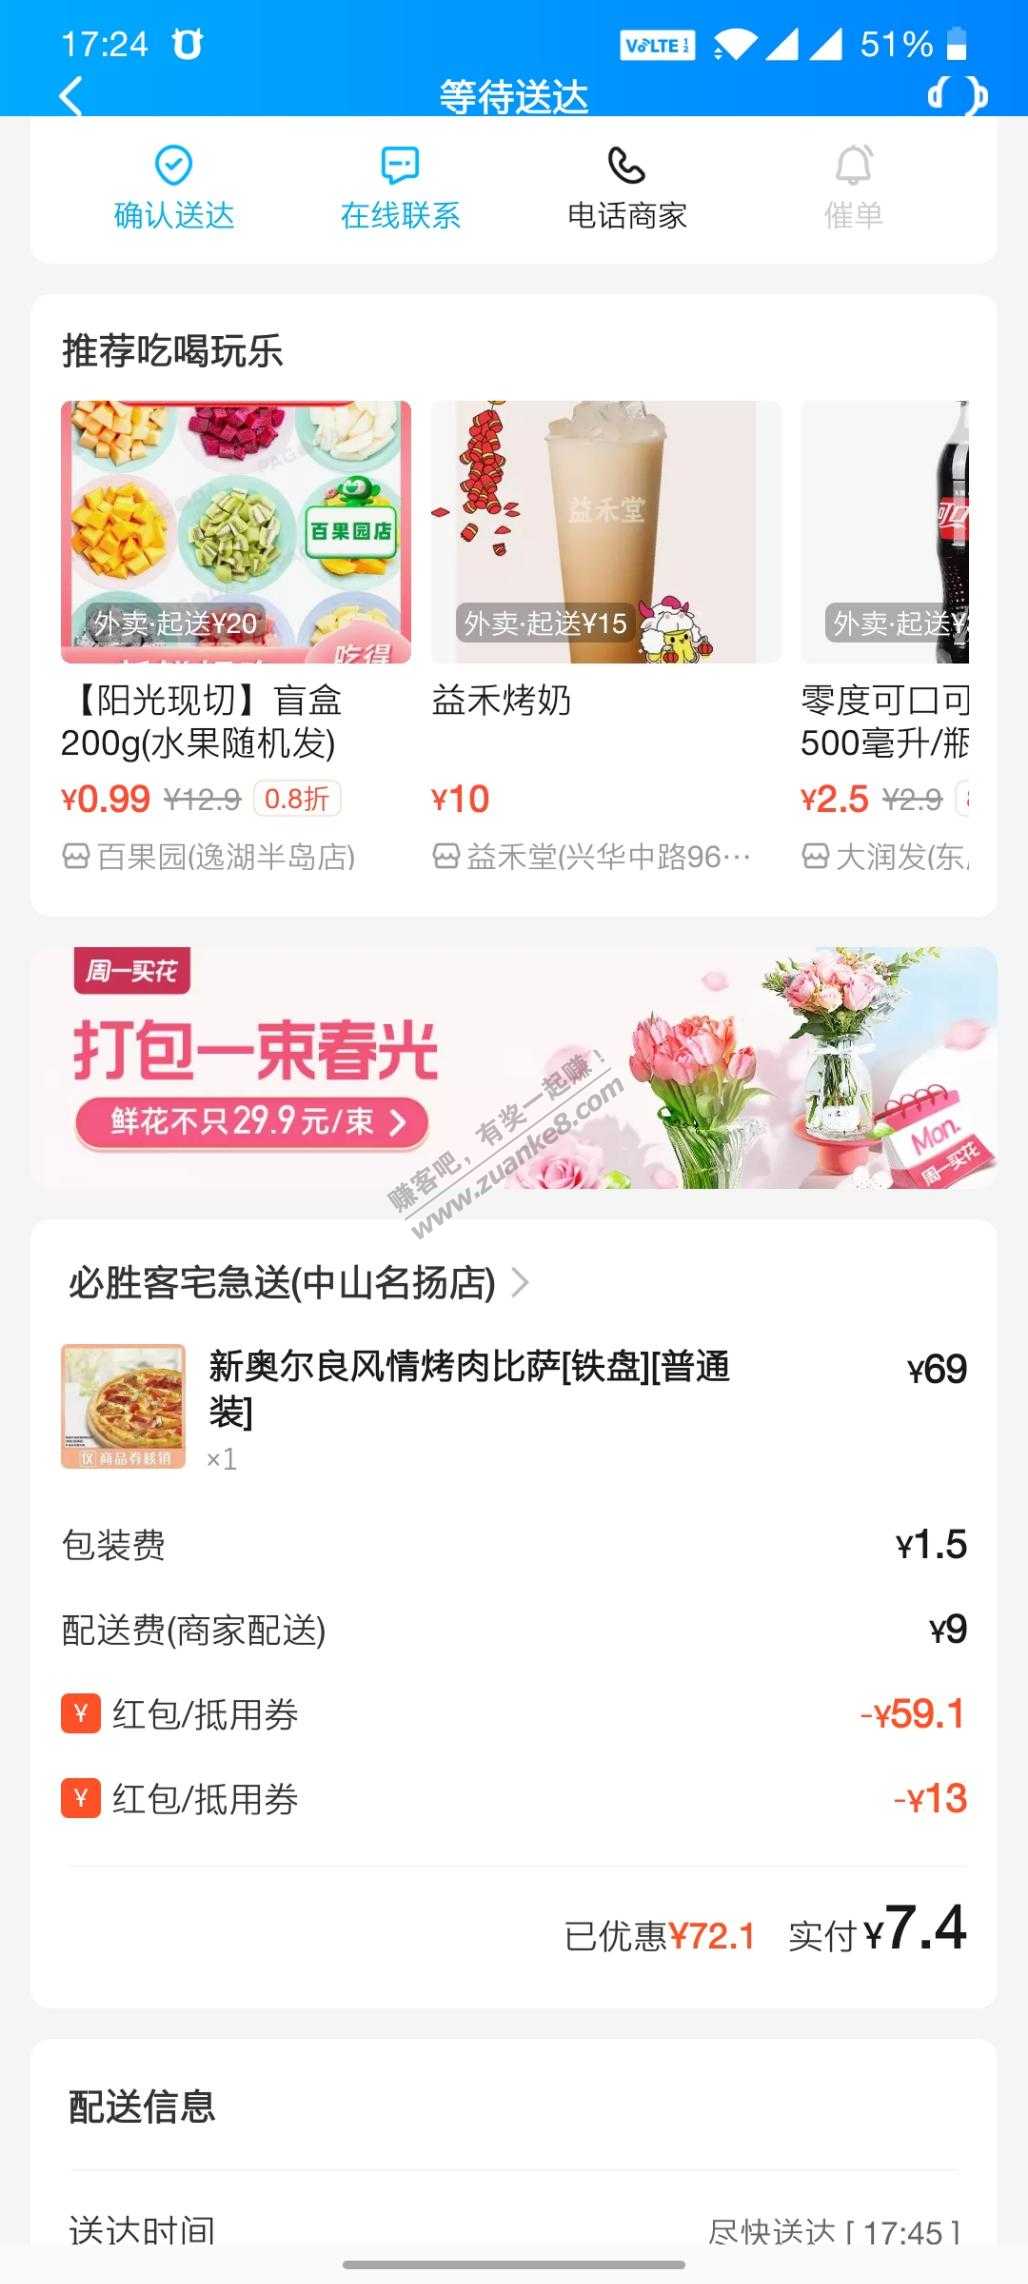 17:24
VoLTE 1 2
51%
等待送达
确认送达
在线联系
电话商家
催单
推荐吃喝玩乐
百果园店
益禾堂
可口
外卖·起送¥20
外卖·起送¥15
外卖·起送¥
吃得
【阳光现切】盲盒
200g(水果随机发)
益禾烤奶
零度可口可
500毫升/瓶
¥0.99 ¥12.9 0.8折
¥10
¥2.5 ¥2.9
百果园(逸湖半岛店)
益禾堂(兴华中路96…
大润发(东
周一买花
打包一束春光
鲜花不只29.9元/束
Mon.
周一买花
赚客吧，有奖一起赚！
www.zuanke8.com
必胜客宅急送(中山名扬店)
新奥尔良风情烤肉比萨[铁盘][普通
装]
¥69
×1
仅商品券核销
包装费
¥1.5
配送费(商家配送)
¥9
¥ 红包/抵用券
-¥59.1
¥ 红包/抵用券
-¥13
已优惠¥72.1 实付¥7.4
配送信息
送达时间
尽快送达 [ 17:45 ]